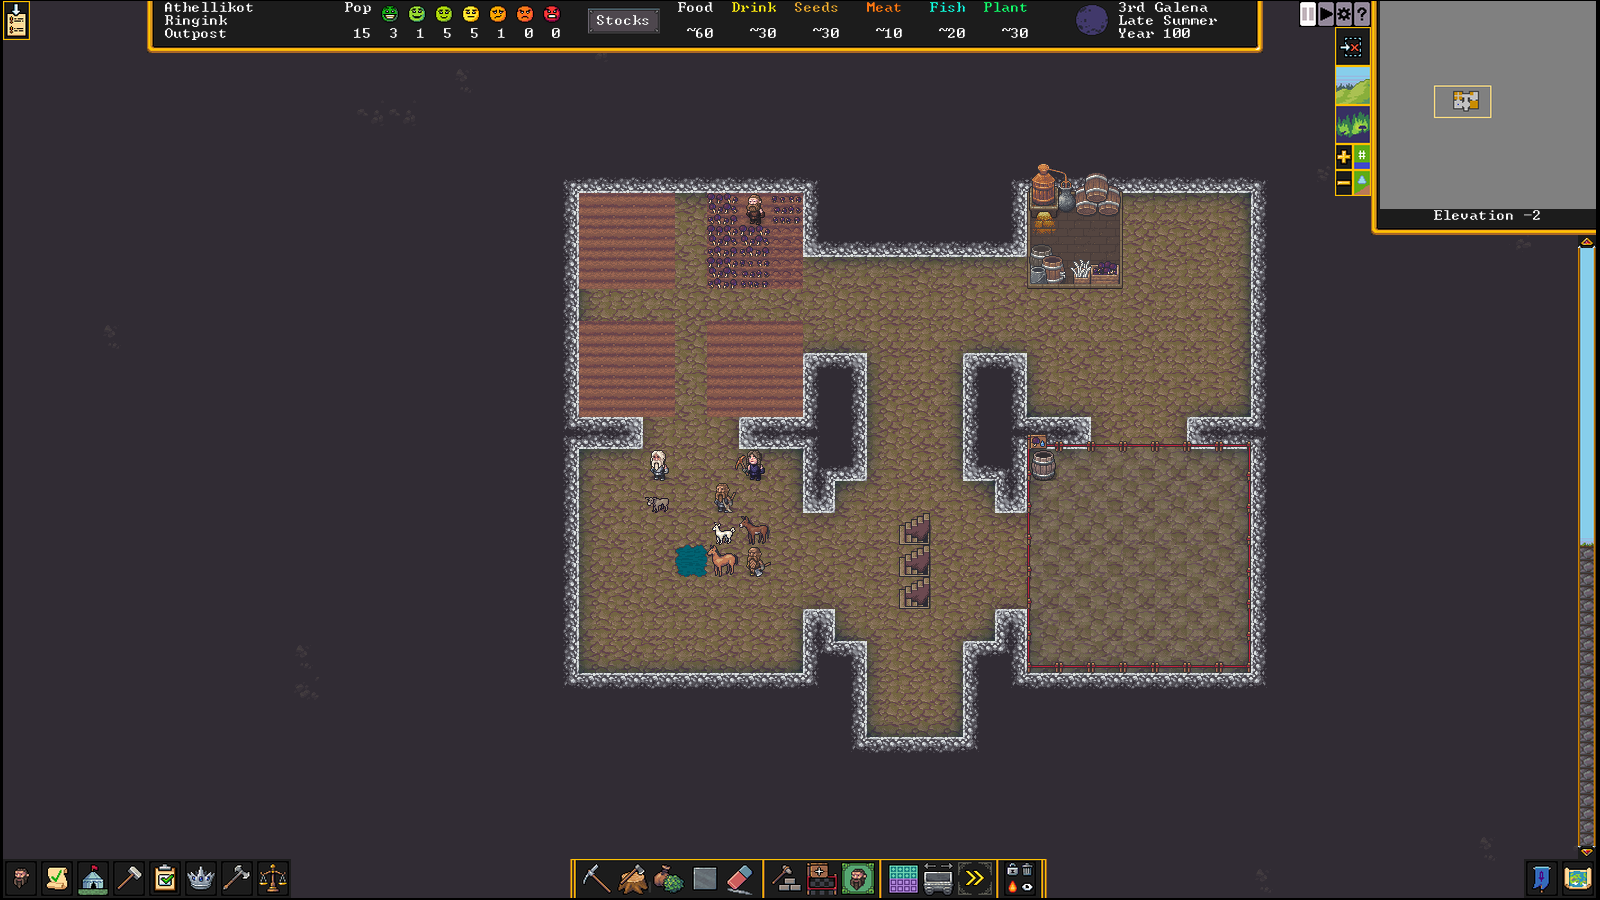 Athellikot
Ringink
Outpost
Pop
15 3 1 5 5 1 0 0
Stocks
Food Drink Seeds Meat Fish Plant
~60 ~30 ~30 ~10 ~20 ~30
3rd Galena
Late Summer
Year 100
?
#
Elevation -2